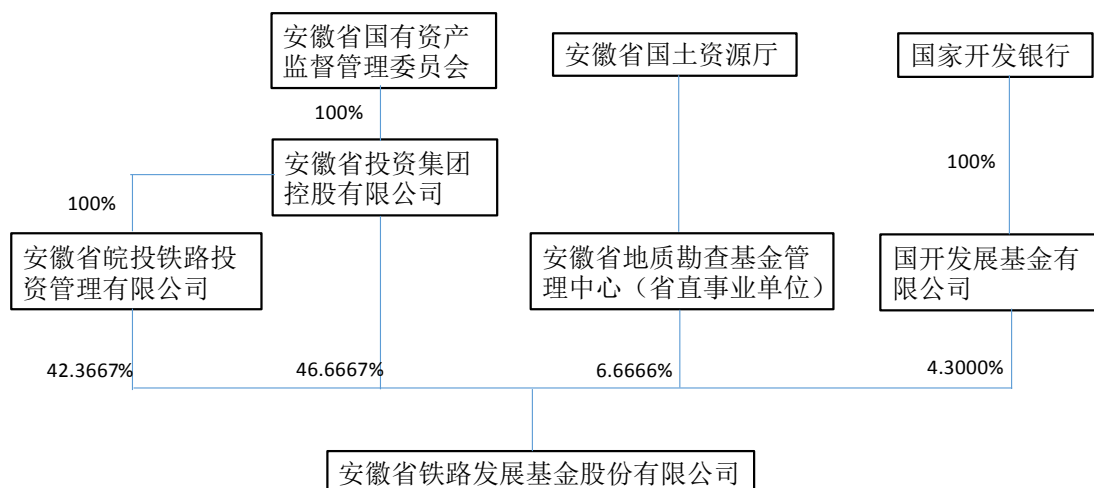 安徽省国有资产
监督管理委员会
安徽省国土资源厅
国家开发银行
100%
安徽省投资集团
控股有限公司
100%
100%
安徽省皖投铁路投
资管理有限公司
安徽省地质勘查基金管
理中心（省直事业单位）
国开发展基金有
限公司
42.3667%
46.6667%
6.6666%
4.3000%
安徽省铁路发展基金股份有限公司